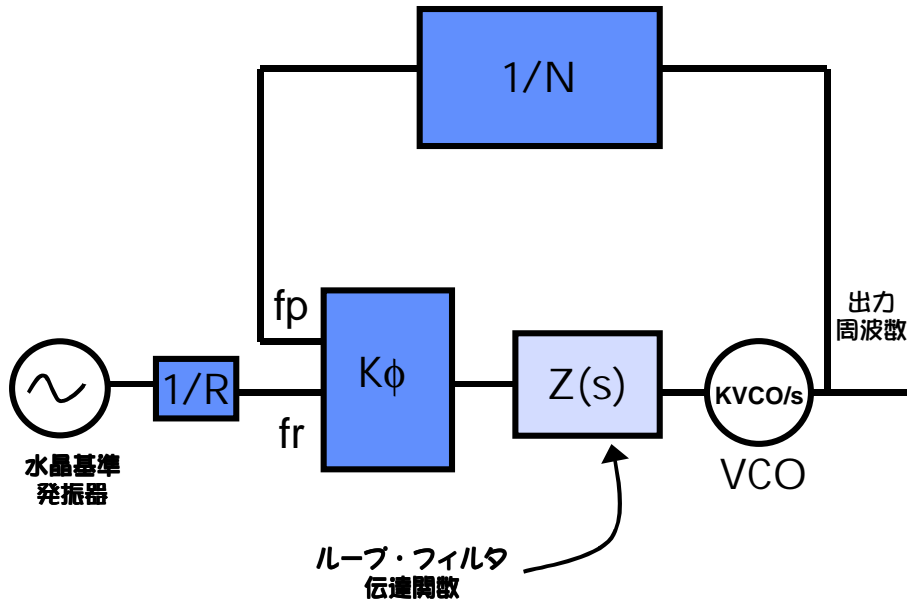 1/N
fp
出力
周波数
1/R
Kφ
Z(s)
KVCO/s
fr
VCO
水晶基準
発振器
ループ・フィルタ
伝達関数